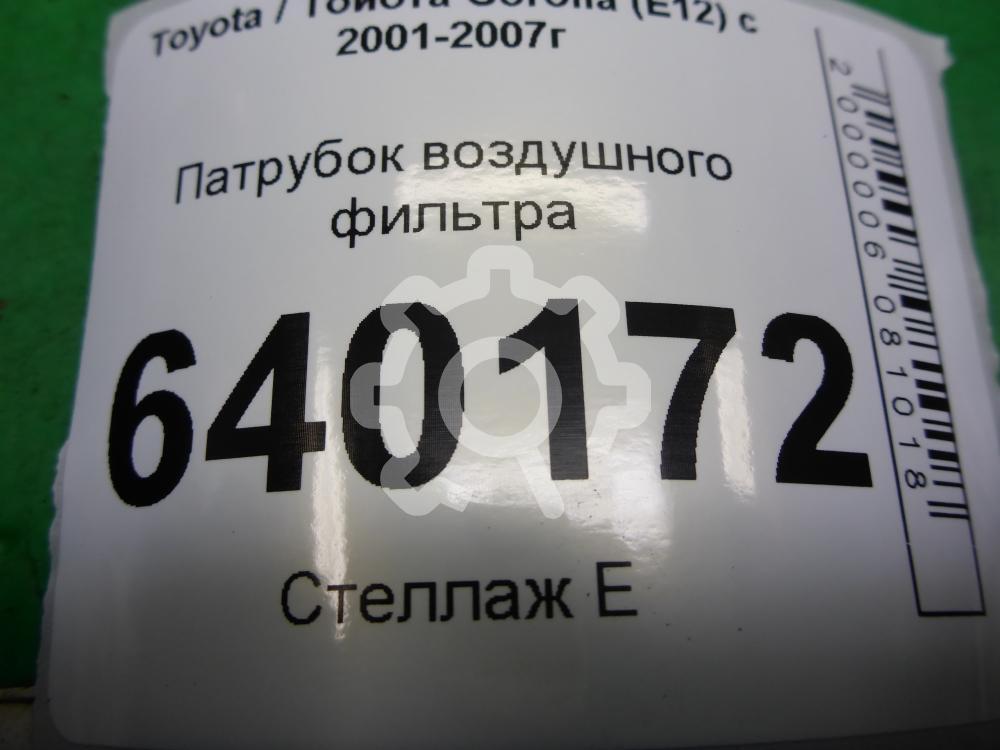 Toyota / Тойота Corolla (E12) с
2001-2007г
Патрубок воздушного
фильтра
640172
Стеллаж Е
2000006081018